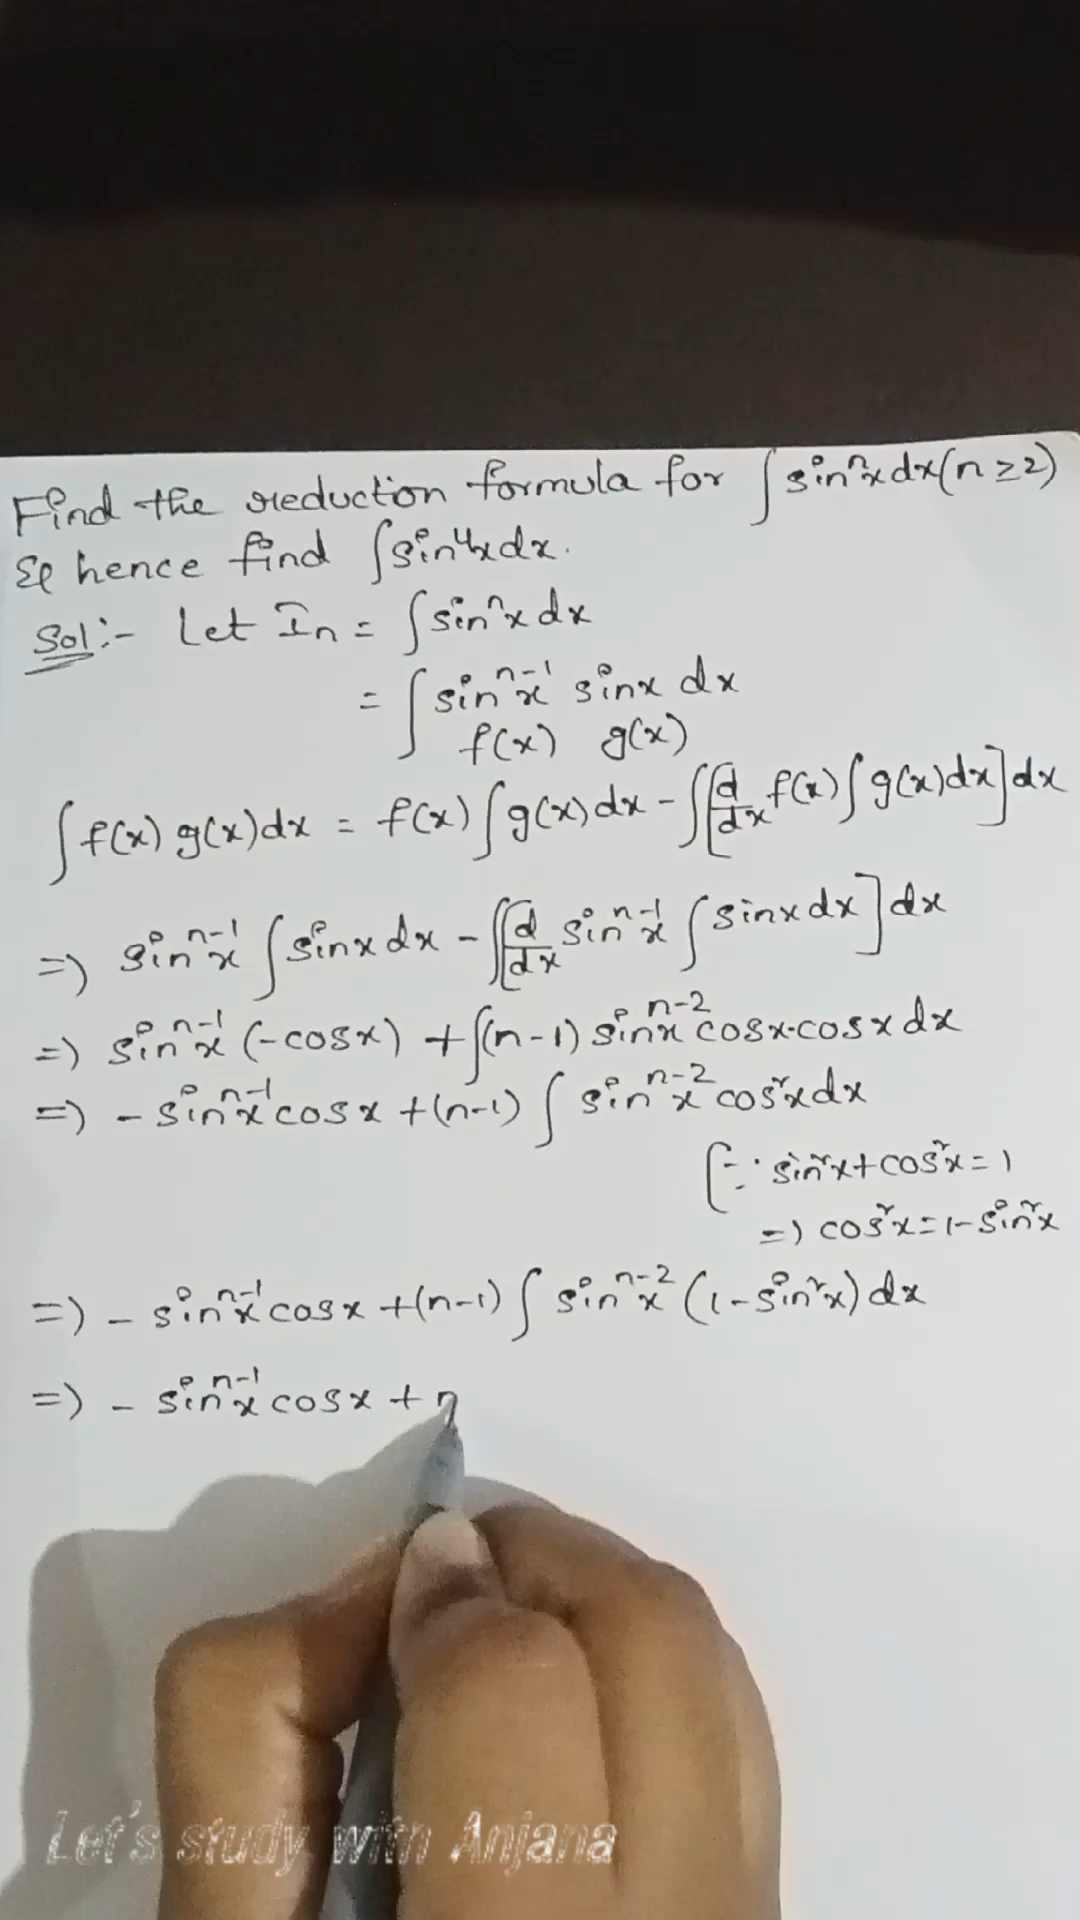 Find the reduction formula for ∫ sinⁿx dx (n ≥ 2)
& hence find ∫ sin⁴x dx.
Sol:- Let Iₙ = ∫ sinⁿx dx
= ∫ sinⁿ⁻¹x sinx dx
f(x) g(x)
∫ f(x) g(x) dx = f(x) ∫ g(x) dx - ∫[d/dx f(x) ∫ g(x) dx] dx
=> sinⁿ⁻¹x ∫ sinx dx - ∫[d/dx sinⁿ⁻¹x ∫ sinx dx] dx
=> sinⁿ⁻¹x (-cosx) + ∫(n-1) sinⁿ⁻²x cosx·cosx dx
=> - sinⁿ⁻¹x cosx + (n-1) ∫ sinⁿ⁻²x cos²x dx
[∵ sin²x + cos²x = 1
=> cos²x = 1 - sin²x
=> - sinⁿ⁻¹x cosx + (n-1) ∫ sinⁿ⁻²x (1 - sin²x) dx
=> - sinⁿ⁻¹x cosx + n
Let's study with Anjana